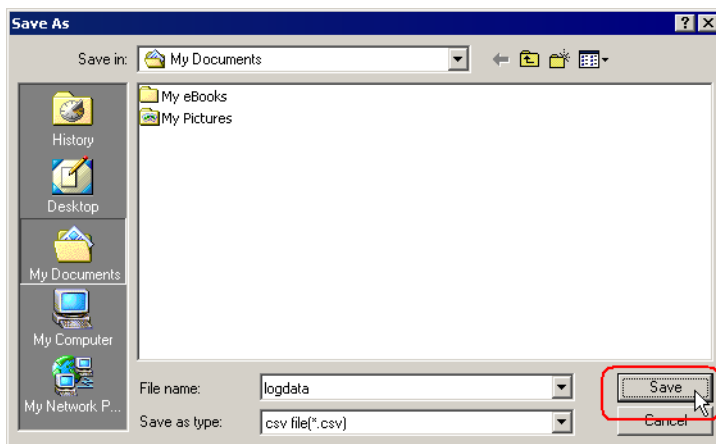 Save As
Save in:
My Documents
My eBooks
My Pictures
History
Desktop
My Documents
My Computer
My Network P...
File name:
logdata
Save
Save as type:
csv file(*.csv)
Cancel